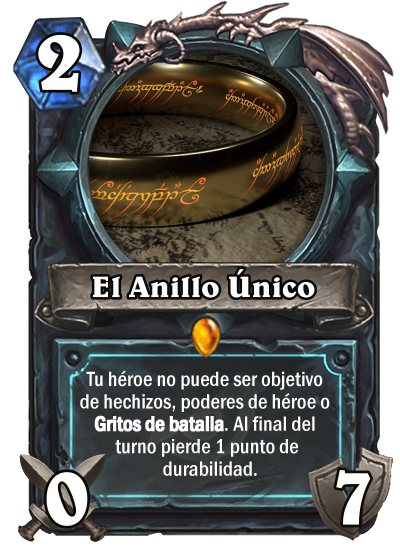 2
El Anillo Único
Tu héroe no puede ser objetivo
de hechizos, poderes de héroe o
Gritos de batalla. Al final del
turno pierde 1 punto de
durabilidad.
0
7